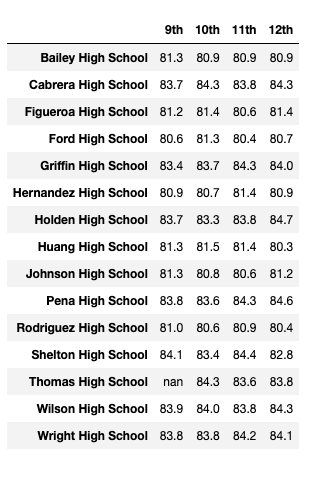 9th 10th 11th 12th
Bailey High School 81.3 80.9 80.9 80.9
Cabrera High School 83.7 84.3 83.8 84.3
Figueroa High School 81.2 81.4 80.6 81.4
Ford High School 80.6 81.3 80.4 80.7
Griffin High School 83.4 83.7 84.3 84.0
Hernandez High School 80.9 80.7 81.4 80.9
Holden High School 83.7 83.3 83.8 84.7
Huang High School 81.3 81.5 81.4 80.3
Johnson High School 81.3 80.8 80.6 81.2
Pena High School 83.8 83.6 84.3 84.6
Rodriguez High School 81.0 80.6 80.9 80.4
Shelton High School 84.1 83.4 84.4 82.8
Thomas High School nan 84.3 83.6 83.8
Wilson High School 83.9 84.0 83.8 84.3
Wright High School 83.8 83.8 84.2 84.1